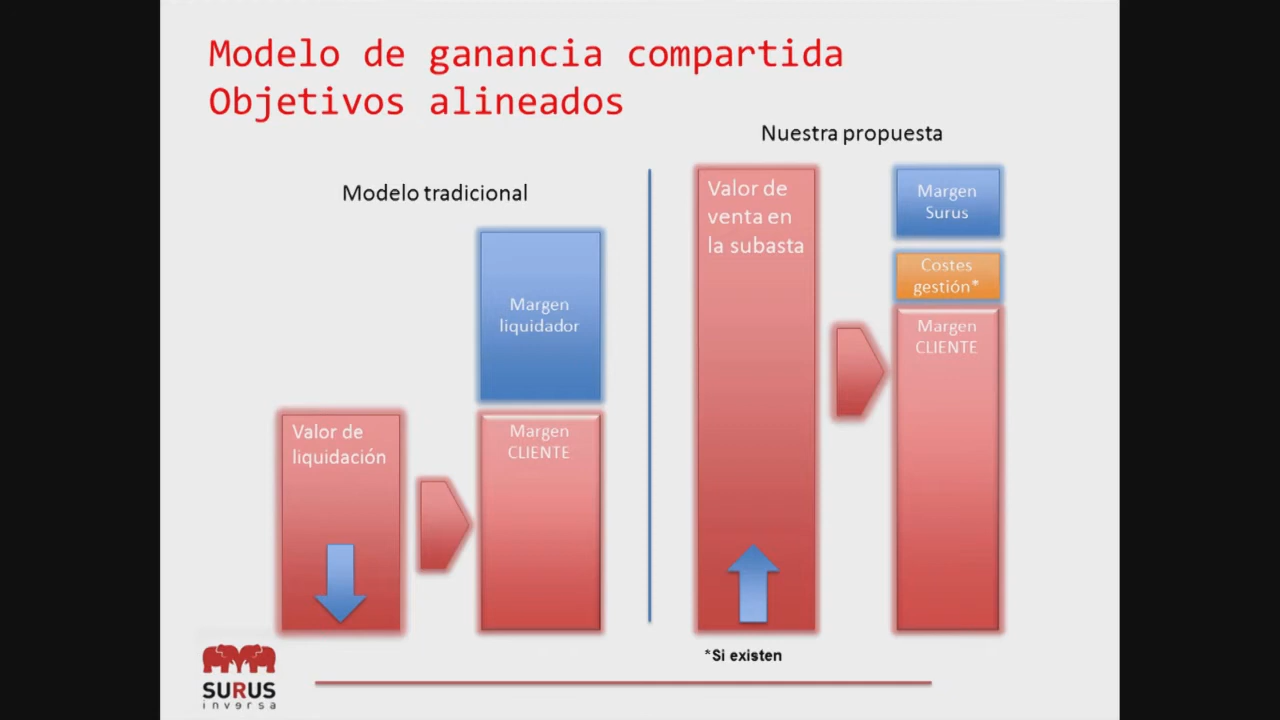 Modelo de ganancia compartida
Objetivos alineados
Modelo tradicional
Margen
liquidador
Valor de
liquidación
Margen
CLIENTE
Nuestra propuesta
Valor de
venta en
la subasta
Margen
Surus
Costes
gestión*
Margen
CLIENTE
*Si existen
SURUS
inversa